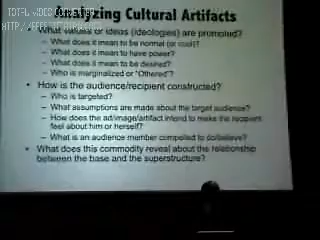 Analyzing Cultural Artifacts
• What values or ideas (ideologies) are promoted?
– What does it mean to be normal (or cool)?
– What does it mean to have power?
– What does it mean to be desired?
– Who is marginalized or "Othered"?
• How is the audience/recipient constructed?
– Who is targeted?
– What assumptions are made about the target audience?
– How does the ad/image/artifact intend to make the recipient
feel about him or herself?
– What is an audience member compelled to do/believe?
• What does this commodity reveal about the relationship
between the base and the superstructure?